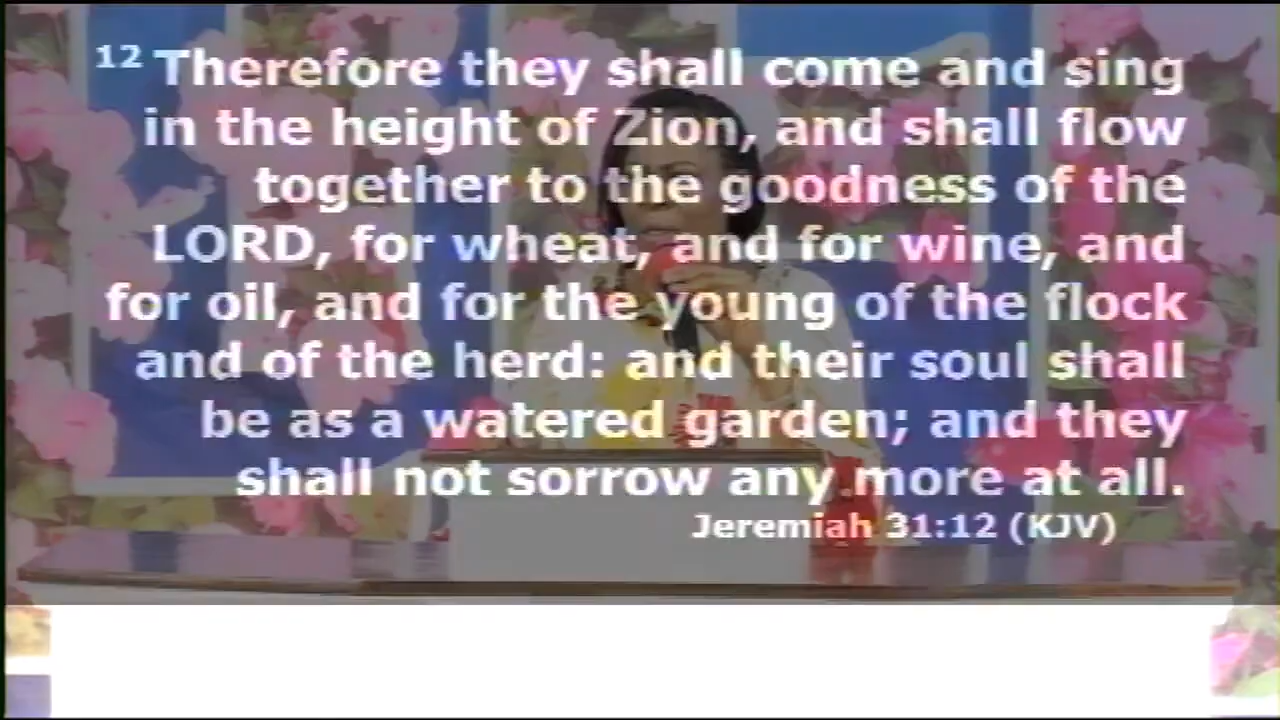 12 Therefore they shall come and sing
in the height of Zion, and shall flow
together to the goodness of the
LORD, for wheat, and for wine, and
for oil, and for the young of the flock
and of the herd: and their soul shall
be as a watered garden; and they
shall not sorrow any more at all.
Jeremiah 31:12 (KJV)